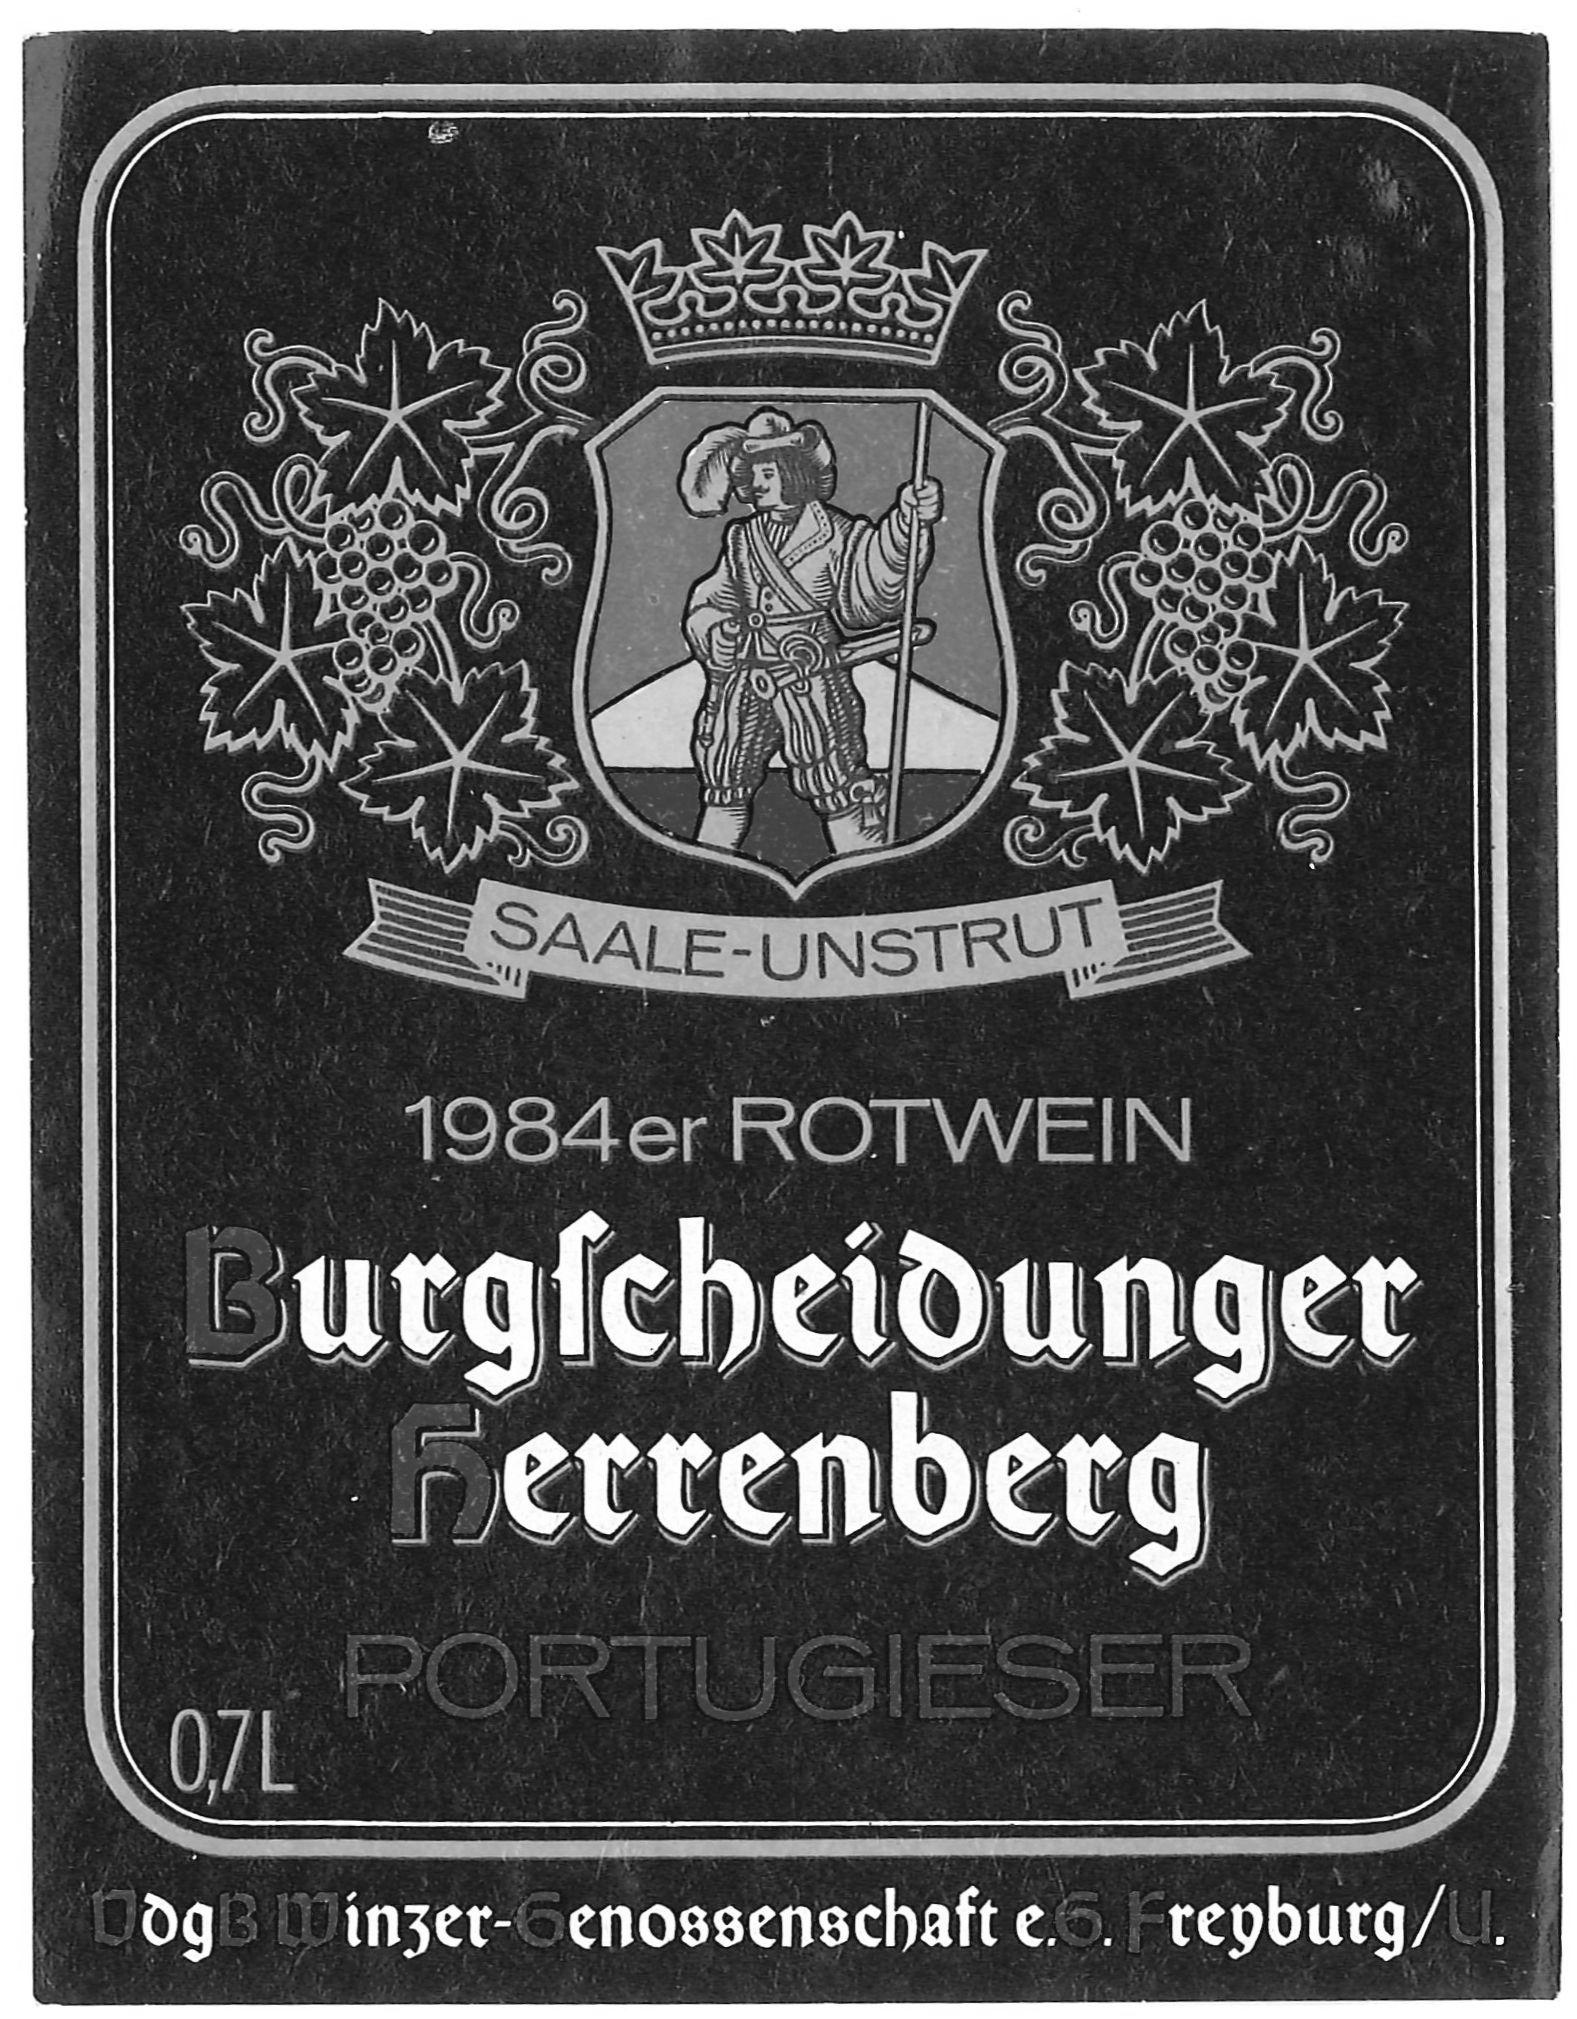 SAALE-UNSTRUT
1984er ROTWEIN
Burgſcheidunger
Herrenberg
PORTUGIESER
0,7L
VdgB Winzer-Genossenschaft e.G. Freyburg/U.